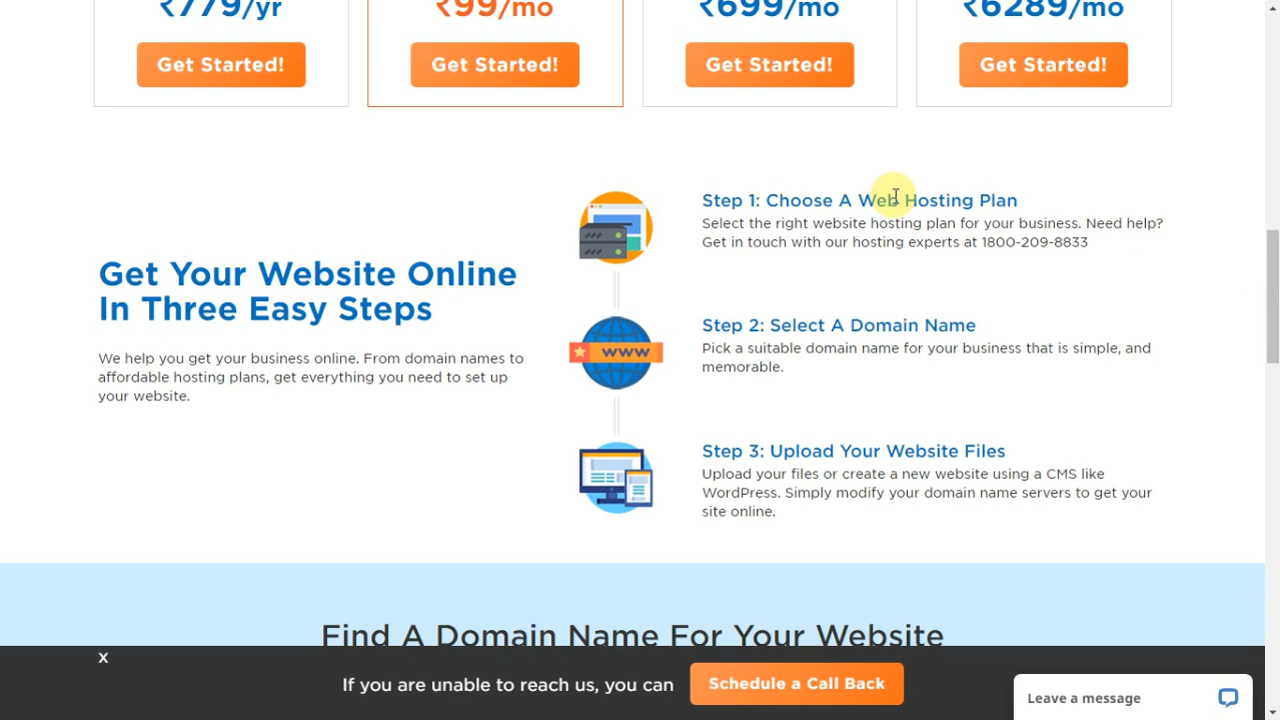 ₹779/yr
₹99/mo
₹699/mo
₹6289/mo
Get Started!
Get Started!
Get Started!
Get Started!
Get Your Website Online
In Three Easy Steps
We help you get your business online. From domain names to
affordable hosting plans, get everything you need to set up
your website.
Step 1: Choose A Web Hosting Plan
Select the right website hosting plan for your business. Need help?
Get in touch with our hosting experts at 1800-209-8833
WWW
Step 2: Select A Domain Name
Pick a suitable domain name for your business that is simple, and
memorable.
Step 3: Upload Your Website Files
Upload your files or create a new website using a CMS like
WordPress. Simply modify your domain name servers to get your
site online.
Find A Domain Name For Your Website
x
If you are unable to reach us, you can
Schedule a Call Back
Leave a message